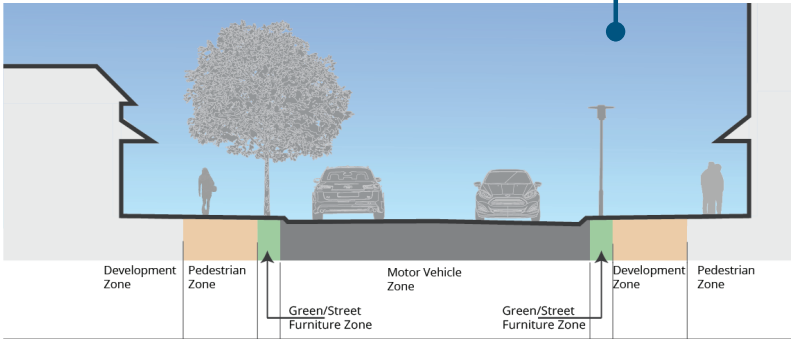 Development
Zone
Pedestrian
Zone
Motor Vehicle
Zone
Development
Zone
Pedestrian
Zone
Green/Street
Furniture Zone
Green/Street
Furniture Zone